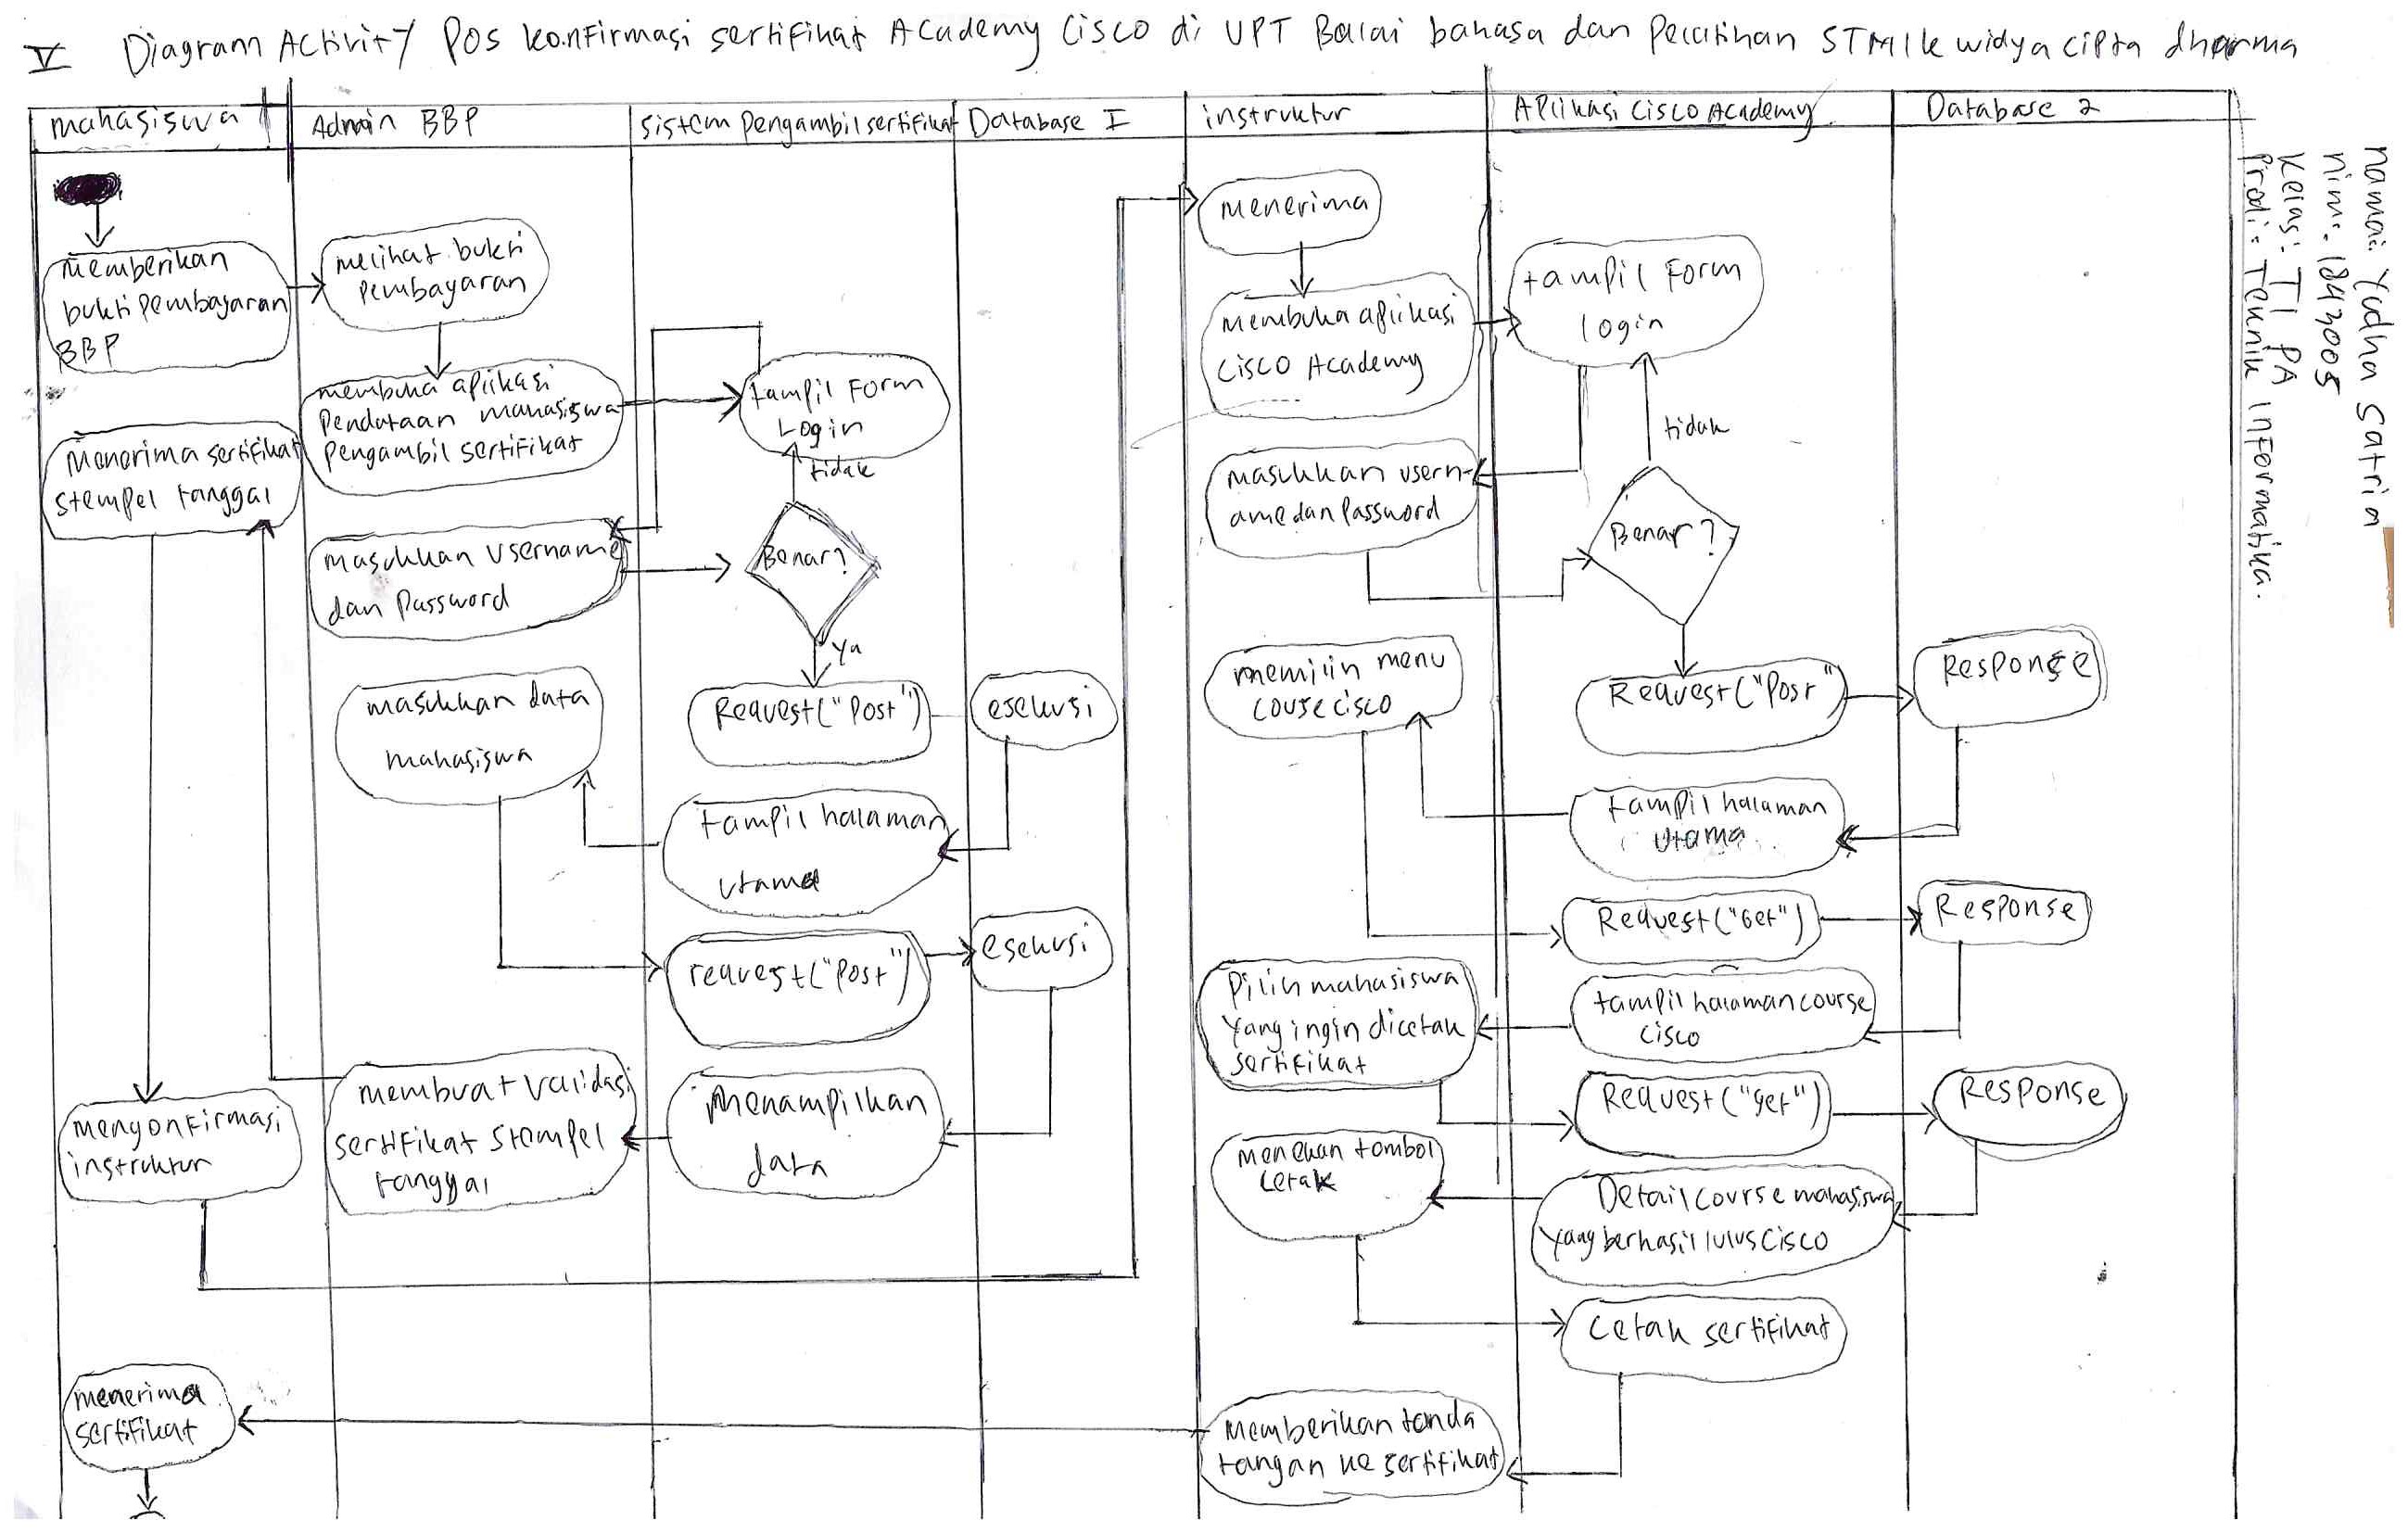 V Diagram Activity Pos konfirmasi sertifikat Academy Cisco di UPT Balai bahasa dan Pelatihan STMIK widya cipta dharma
mahasiswa
Admin BBP
Sistem Pengambil sertifikat
Database I
instruktur
Aplikasi Cisco Academy
Database 2
nama: Yudha Satria
nim: 1843005
Kelas: TI PA
Prodi: Teknik Informatika.
Memberikan
bukti pembayaran
BBP
Menerima sertifikat
stempel tanggal
mengonfirmasi
instruktur
menerima
sertifikat
melihat bukti
pembayaran
membuka aplikasi
Pendataan mahasiswa
Pengambil sertifikat
masukkan username
dan password
masukkan data
mahasiswa
membuat validasi
sertifikat stempel
tanggal
tampil Form
Login
tidak
Benar?
Ya
Request("Post")
tampil halaman
utama
request("Post")
Menampilkan
data
esekusi
esekusi
menerima
membuka aplikasi
Cisco Academy
masukkan usern-
ame dan Password
memilih menu
course cisco
Pilih mahasiswa
yang ingin dicetak
sertifikat
menekan tombol
cetak
Memberikan tanda
tangan ke sertifikat
tampil Form
login
tidak
Benar?
Request("Post"
tampil halaman
utama
Request("Get")
tampil halaman course
cisco
Request("get")
Detail course mahasiswa
yang berhasil lulus Cisco
cetak sertifikat
Response
Response
Response